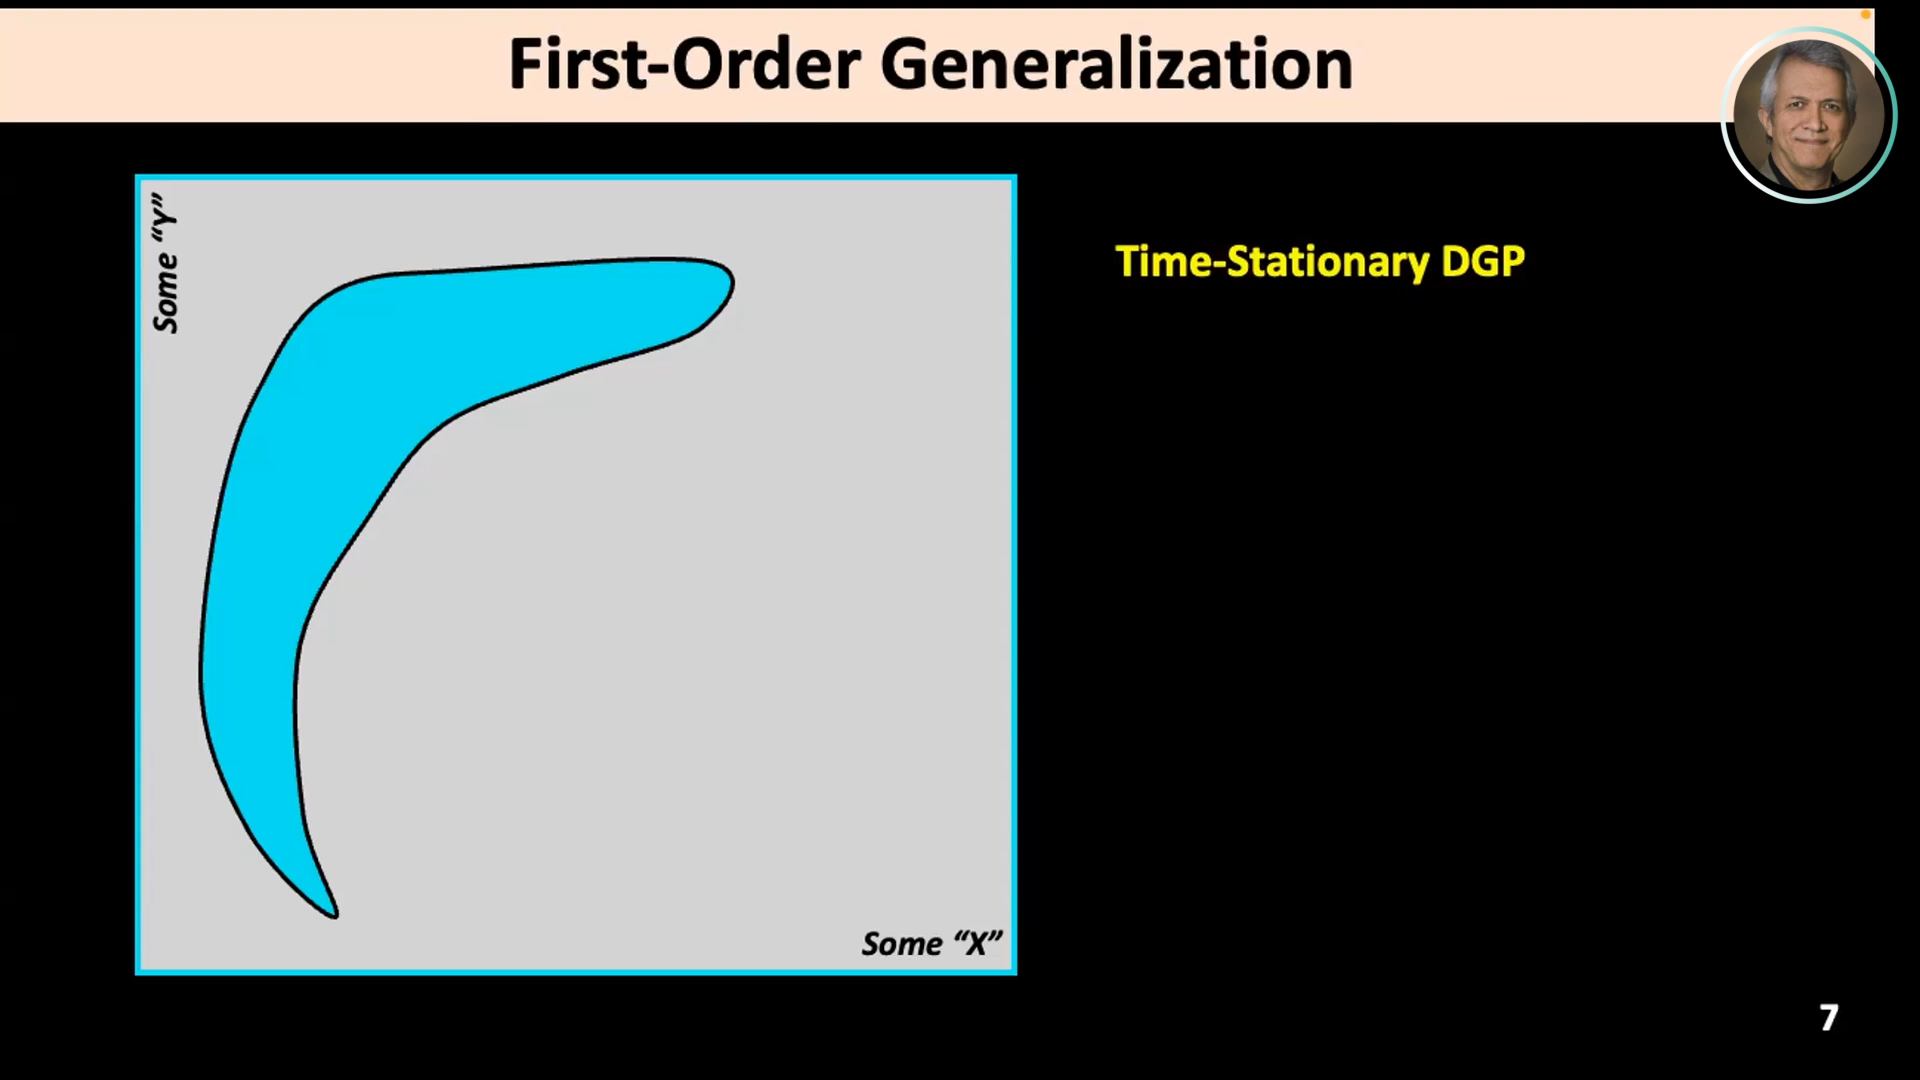 First-Order Generalization
Some “Y”
Time-Stationary DGP
Some “X”
7